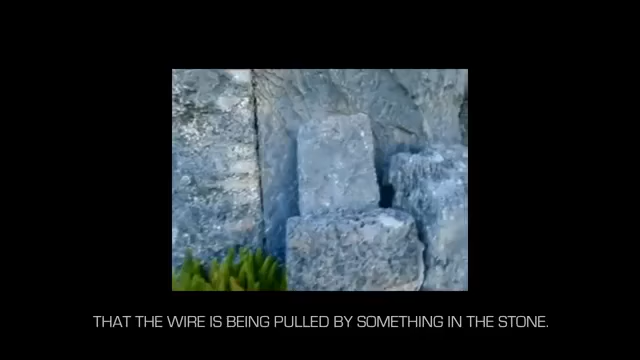 THAT THE WIRE IS BEING PULLED BY SOMETHING IN THE STONE.